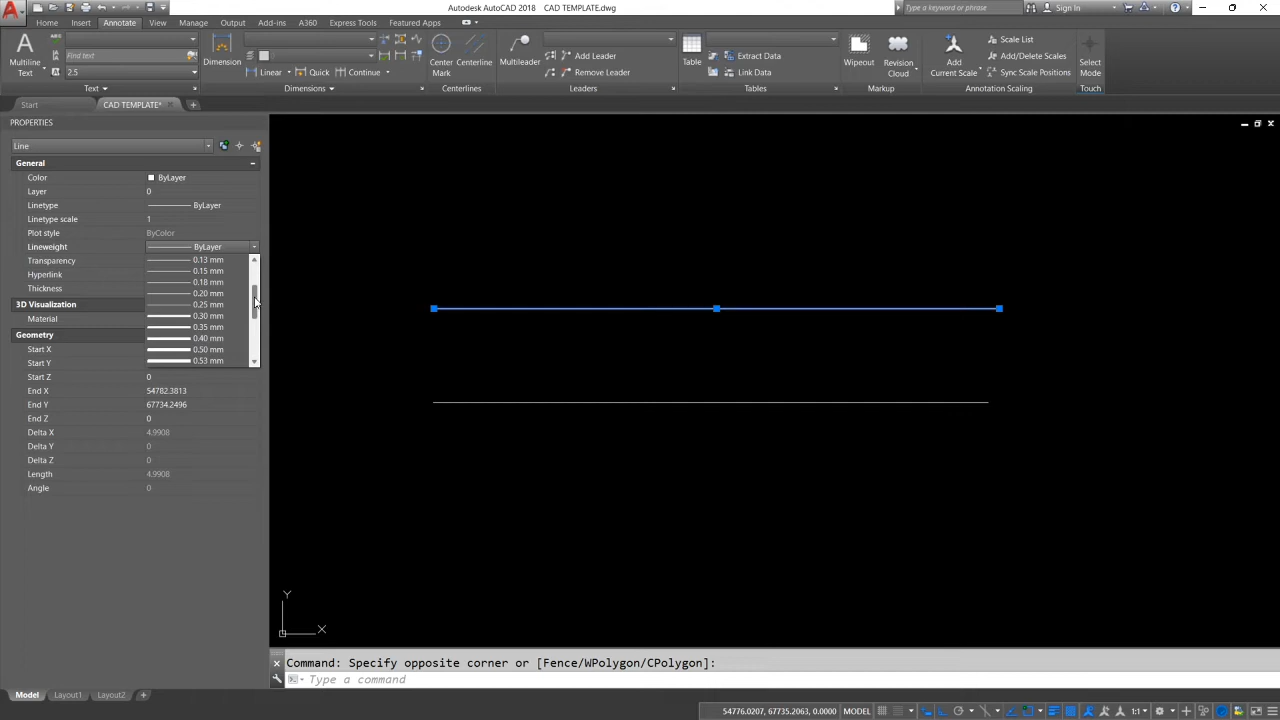 Autodesk AutoCAD 2018 CAD TEMPLATE.dwg
Type a keyword or phrase
Sign In
Home Insert Annotate View Manage Output Add-ins A360 Express Tools Featured Apps
Multiline Text
Find text
2.5
Text
Dimension
Linear Quick Continue
Dimensions
Center Mark
Centerline
Centerlines
Multileader
Add Leader
Remove Leader
Leaders
Table
Extract Data
Link Data
Tables
Wipeout
Revision Cloud
Markup
Add Current Scale
Scale List
Add/Delete Scales
Sync Scale Positions
Annotation Scaling
Select Mode
Touch
Start CAD TEMPLATE*
PROPERTIES
Line
General
Color ByLayer
Layer 0
Linetype ByLayer
Linetype scale 1
Plot style ByColor
Lineweight ByLayer
Transparency 0.13 mm
0.15 mm
Hyperlink 0.18 mm
Thickness 0.20 mm
3D Visualization 0.25 mm
Material 0.30 mm
0.35 mm
Geometry 0.40 mm
Start X 0.50 mm
Start Y 0.53 mm
Start Z 0
End X 54782.3813
End Y 67734.2496
End Z 0
Delta X 4.9908
Delta Y 0
Delta Z 0
Length 4.9908
Angle 0
Y
X
Command: Specify opposite corner or [Fence/WPolygon/CPolygon]:
Type a command
Model Layout1 Layout2
54776.0207, 67735.2063, 0.0000 MODEL 1:1